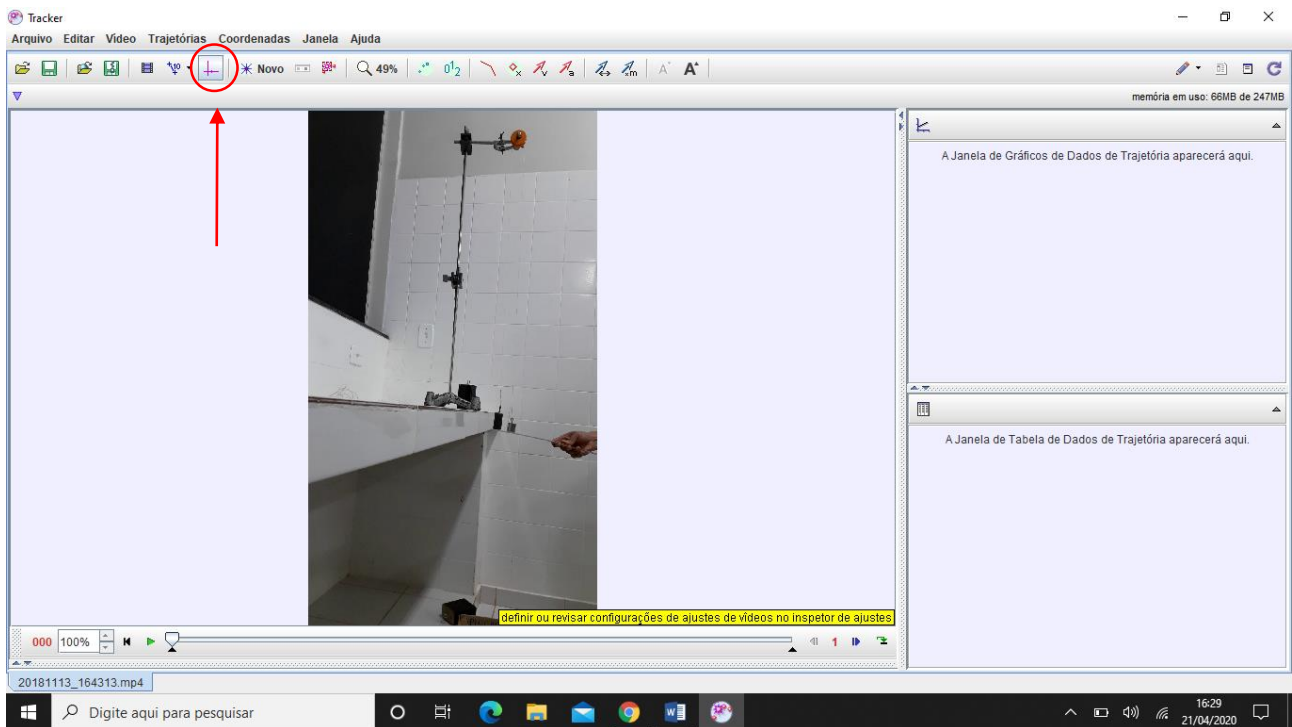 Tracker
Arquivo Editar Vídeo Trajetórias Coordenadas Janela Ajuda
Novo 49%
memória em uso: 66MB de 247MB
A Janela de Gráficos de Dados de Trajetória aparecerá aqui.
A Janela de Tabela de Dados de Trajetória aparecerá aqui.
definir ou revisar configurações de ajustes de vídeos no inspetor de ajustes
000 100% 1
20181113_164313.mp4
Digite aqui para pesquisar
16:29
21/04/2020